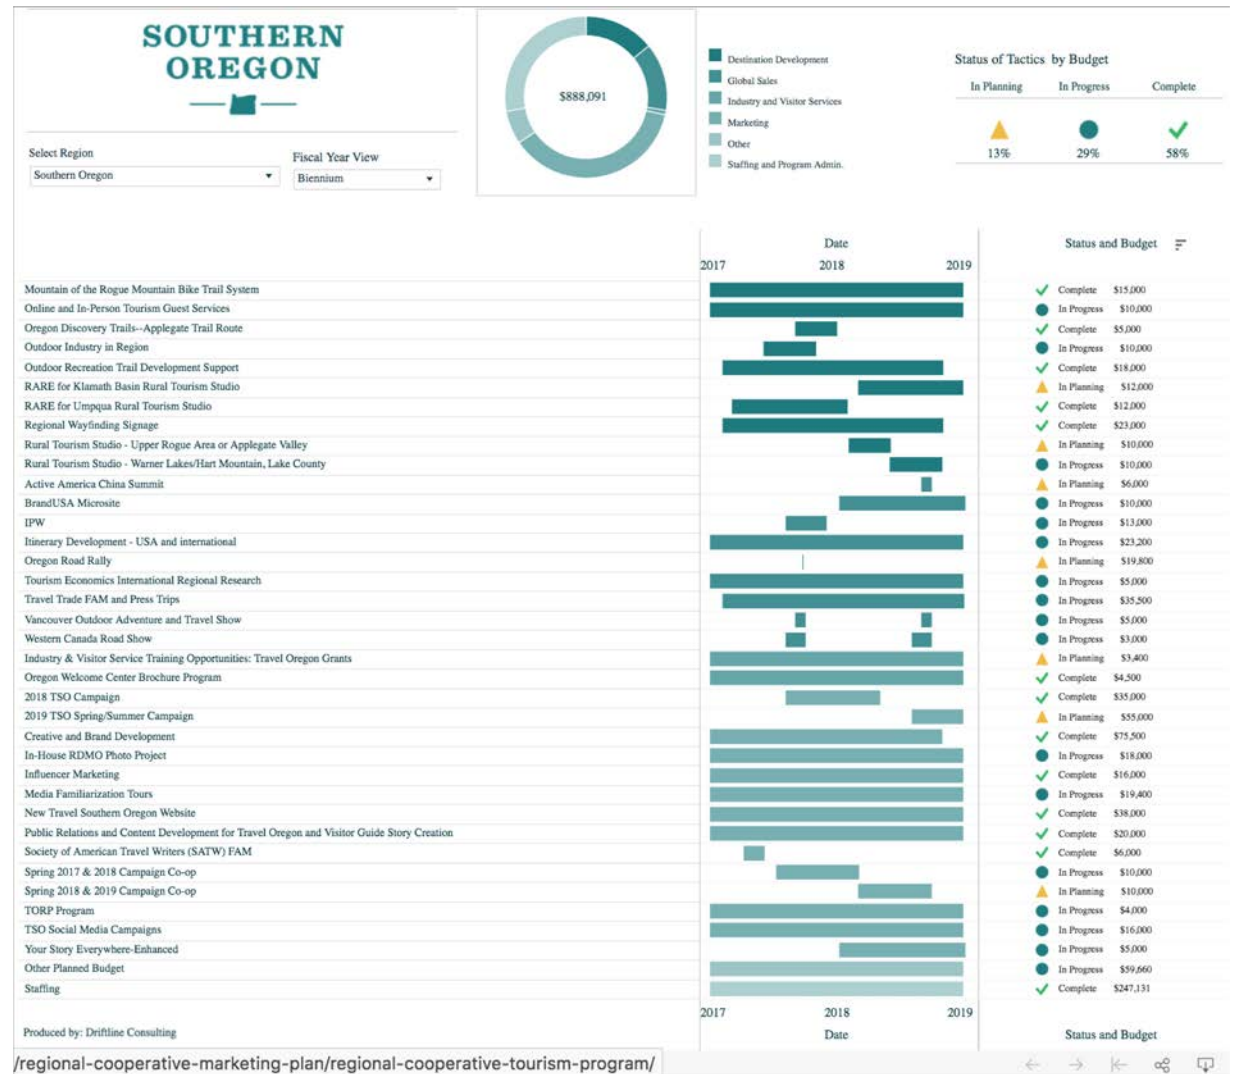 SOUTHERN
OREGON
$888,091
Destination Development
Global Sales
Industry and Visitor Services
Marketing
Other
Staffing and Program Admin.
Status of Tactics by Budget
In Planning In Progress Complete
13% 29% 58%
Select Region
Southern Oregon
Fiscal Year View
Biennium
Date Status and Budget
2017 2018 2019
Mountain of the Rogue Mountain Bike Trail System Complete $15,000
Online and In-Person Tourism Guest Services In Progress $10,000
Oregon Discovery Trails--Applegate Trail Route Complete $5,000
Outdoor Industry in Region In Progress $10,000
Outdoor Recreation Trail Development Support Complete $18,000
RARE for Klamath Basin Rural Tourism Studio In Planning $12,000
RARE for Umpqua Rural Tourism Studio Complete $12,000
Regional Wayfinding Signage Complete $23,000
Rural Tourism Studio - Upper Rogue Area or Applegate Valley In Planning $10,000
Rural Tourism Studio - Warner Lakes/Hart Mountain, Lake County In Progress $10,000
Active America China Summit In Planning $6,000
BrandUSA Microsite In Progress $10,000
IPW In Progress $13,000
Itinerary Development - USA and international In Progress $23,200
Oregon Road Rally In Planning $19,800
Tourism Economics International Regional Research In Progress $5,000
Travel Trade FAM and Press Trips In Progress $35,500
Vancouver Outdoor Adventure and Travel Show In Progress $5,000
Western Canada Road Show In Progress $3,000
Industry & Visitor Service Training Opportunities: Travel Oregon Grants In Planning $3,400
Oregon Welcome Center Brochure Program Complete $4,500
2018 TSO Campaign Complete $35,000
2019 TSO Spring/Summer Campaign In Planning $55,000
Creative and Brand Development Complete $75,500
In-House RDMO Photo Project In Progress $18,000
Influencer Marketing Complete $16,000
Media Familiarization Tours In Progress $19,400
New Travel Southern Oregon Website Complete $38,000
Public Relations and Content Development for Travel Oregon and Visitor Guide Story Creation Complete $20,000
Society of American Travel Writers (SATW) FAM Complete $6,000
Spring 2017 & 2018 Campaign Co-op In Progress $10,000
Spring 2018 & 2019 Campaign Co-op In Planning $10,000
TORP Program In Progress $4,000
TSO Social Media Campaigns In Progress $16,000
Your Story Everywhere-Enhanced In Progress $5,000
Other Planned Budget In Progress $59,660
Staffing Complete $247,131
2017 2018 2019
Produced by: Driftline Consulting Date Status and Budget
/regional-cooperative-marketing-plan/regional-cooperative-tourism-program/